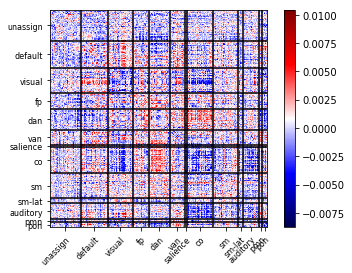 unassign
default
visual
fp
dan
van
salience
co
sm
sm-lat
auditory
pmn
pon
unassign
default
visual
fp
dan
van
salience
co
sm
sm-lat
auditory
0.0100
0.0075
0.0050
0.0025
0.0000
−0.0025
−0.0050
−0.0075